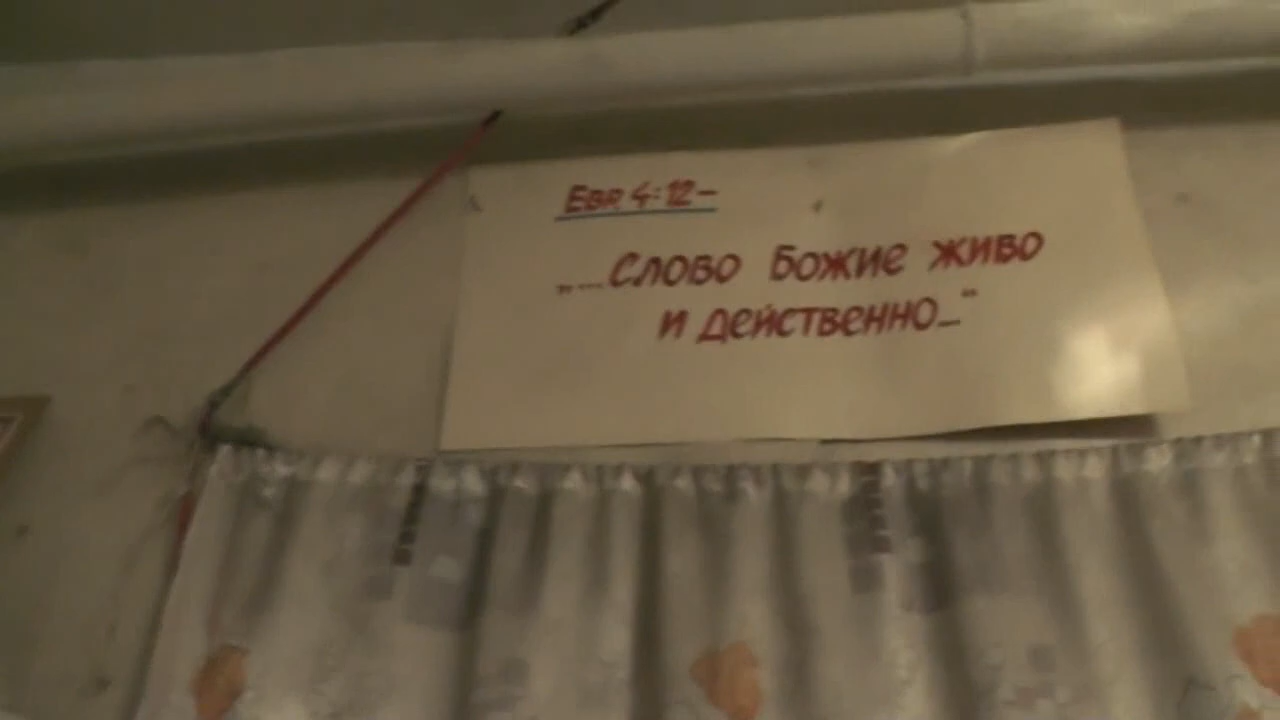 Евр. 4:12–
„...Слово Божие живо
и действенно..."